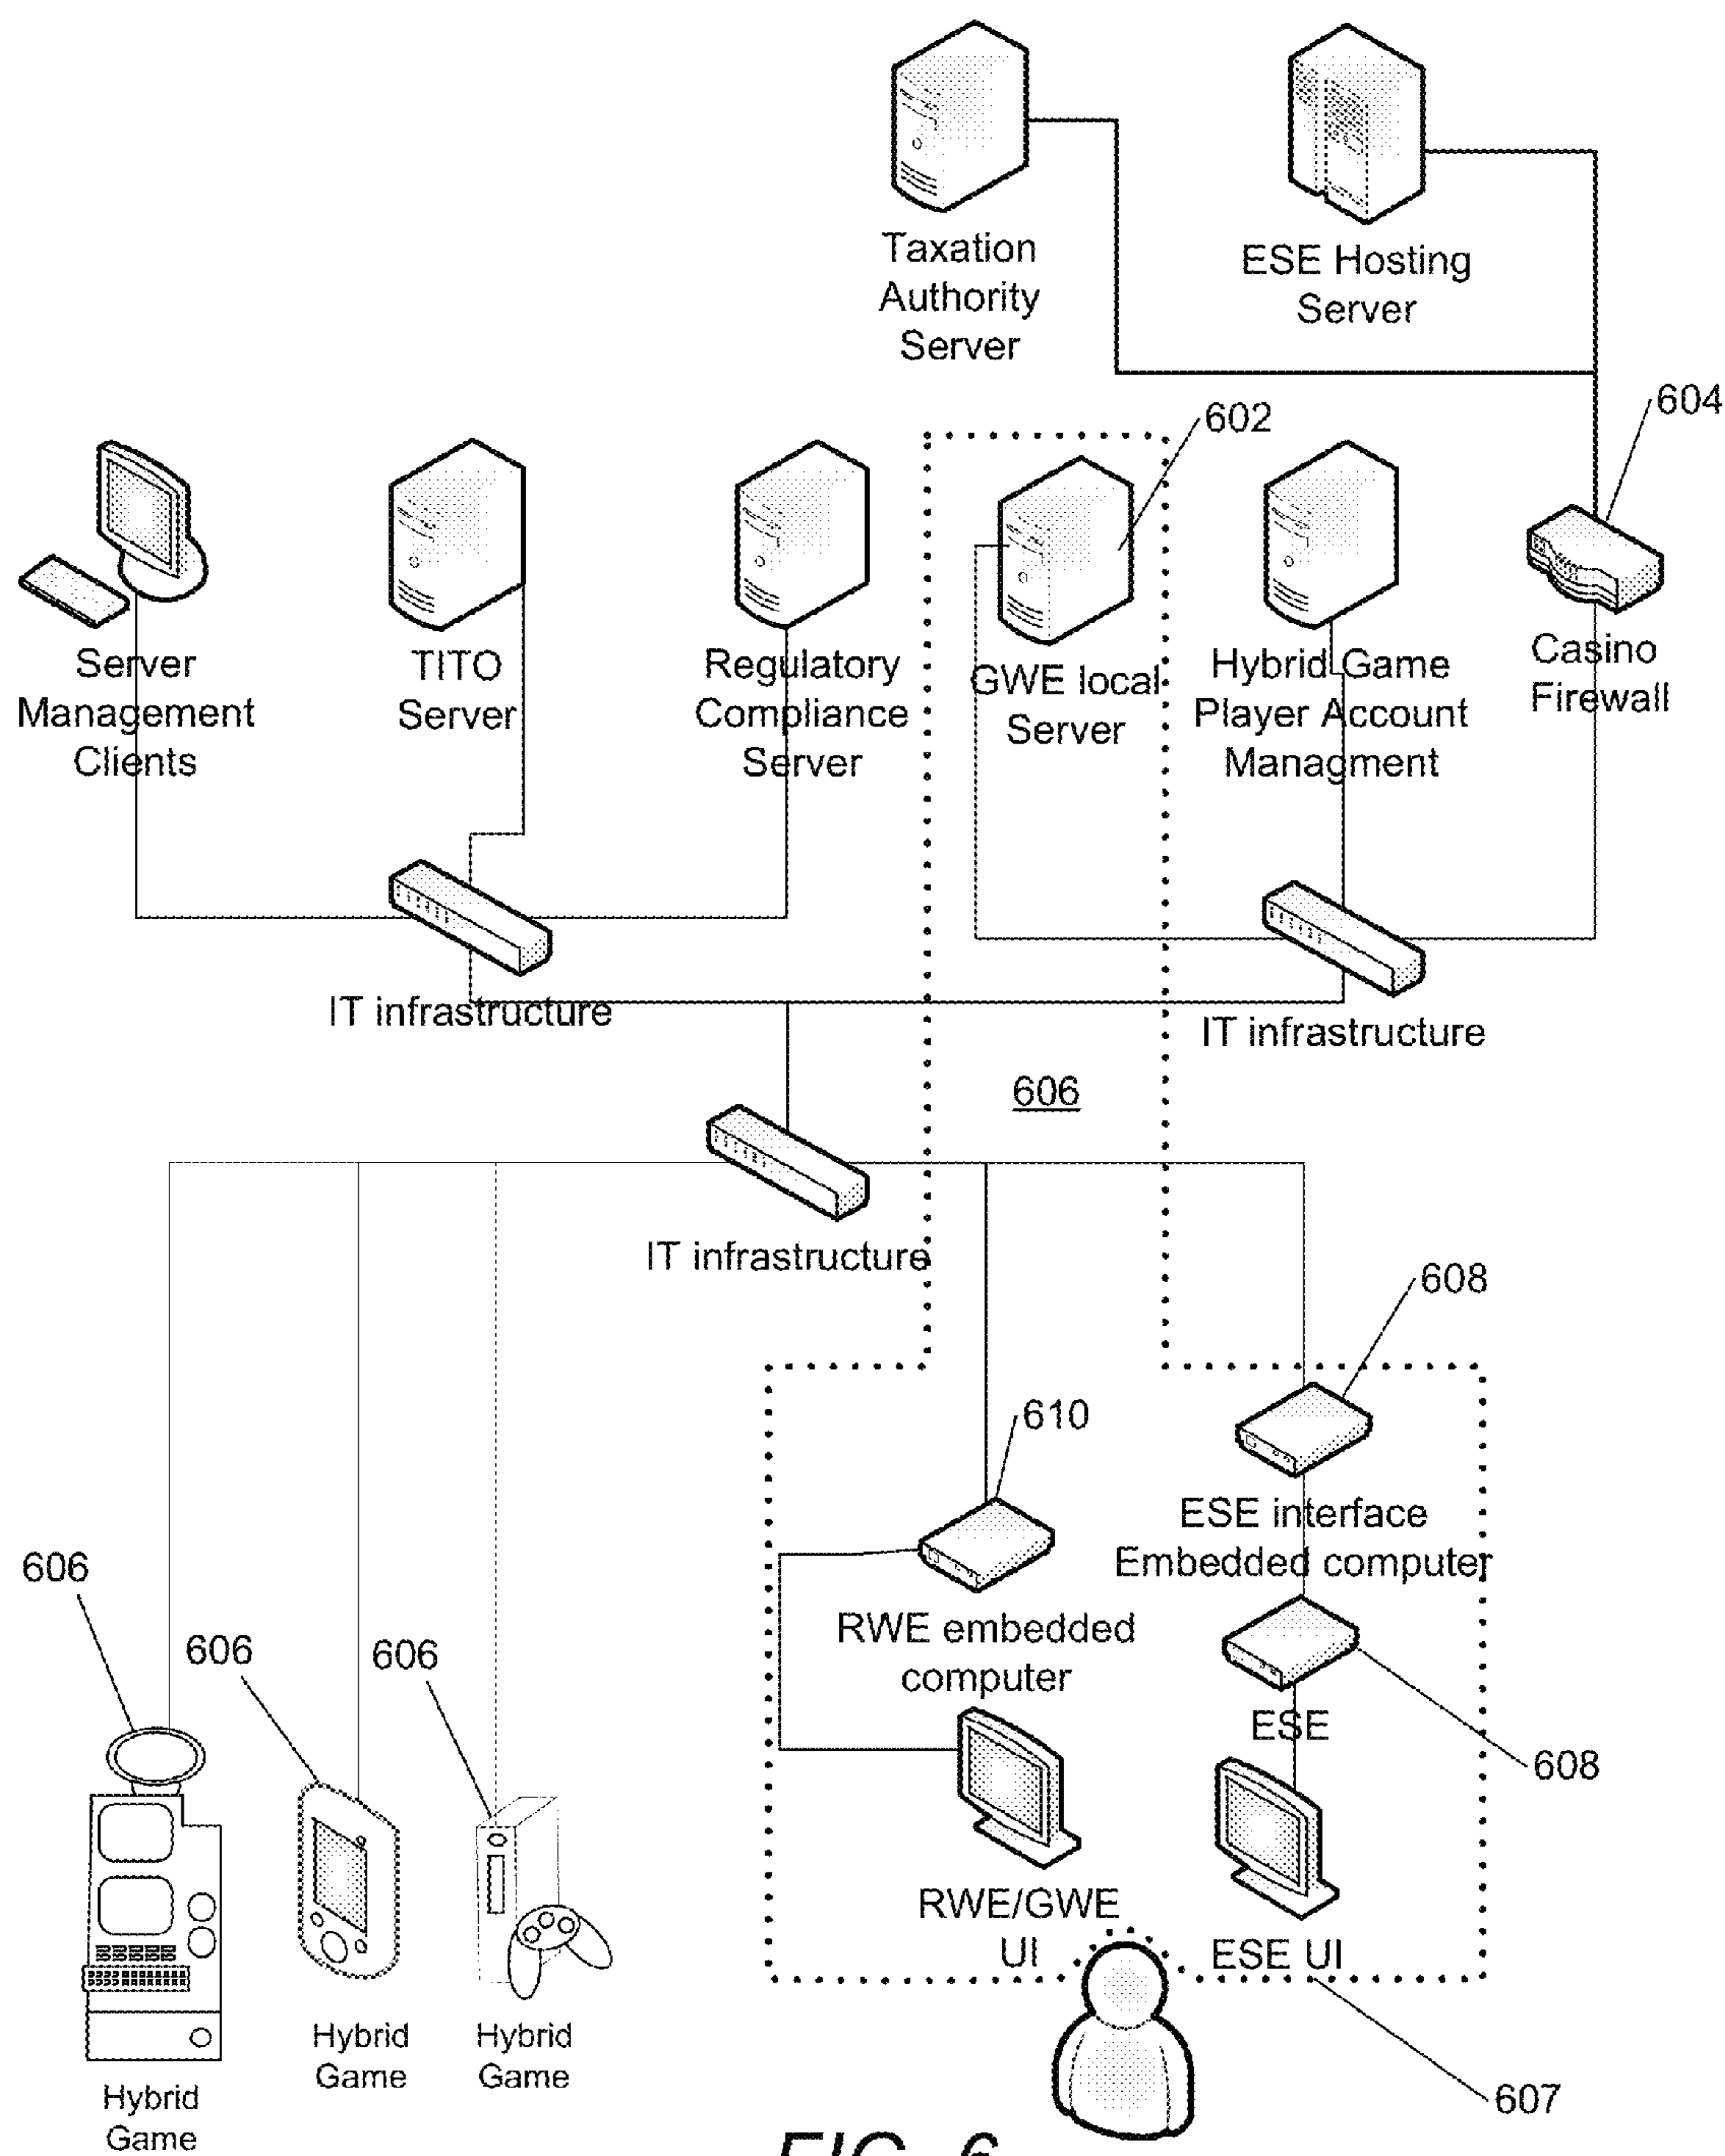 Taxation
Authority
Server
ESE Hosting
Server
602
604
Server
Management
Clients
TITO
Server
Regulatory
Compliance
Server
GWE local
Server
Hybrid Game
Player Account
Managment
Casino
Firewall
IT infrastructure
IT infrastructure
606
IT infrastructure
608
610
ESE interface
Embedded computer
606
606
606
RWE embedded
computer
ESE
608
RWE/GWE
UI
ESE UI
Hybrid
Game
Hybrid
Game
Hybrid
Game
607
FIG. 6